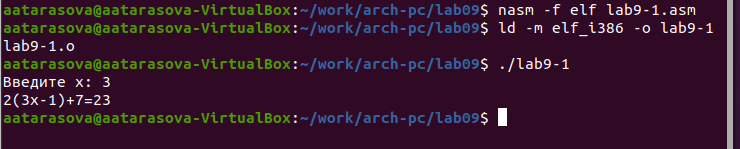 aatarasova@aatarasova-VirtualBox:~/work/arch-pc/lab09$ nasm -f elf lab9-1.asm
aatarasova@aatarasova-VirtualBox:~/work/arch-pc/lab09$ ld -m elf_i386 -o lab9-1
lab9-1.o
aatarasova@aatarasova-VirtualBox:~/work/arch-pc/lab09$ ./lab9-1
Введите x: 3
2(3x-1)+7=23
aatarasova@aatarasova-VirtualBox:~/work/arch-pc/lab09$